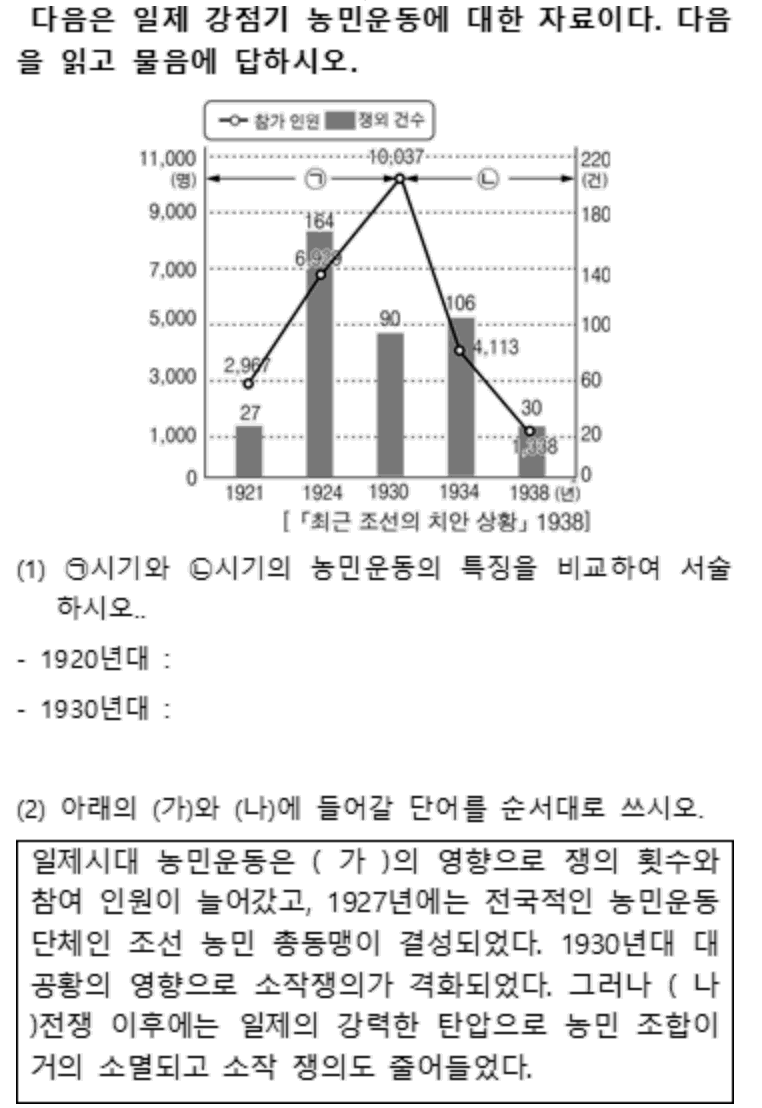 다음은 일제 강점기 농민운동에 대한 자료이다. 다음
을 읽고 물음에 답하시오.
참가 인원 쟁의 건수
11,000 10,037 220
(명) ㉠ ㉡ (건)
9,000 180
164
6,929
7,000 140
5,000 90 106 100
4,113
2,967
3,000 60
27 30
1,000 1,338 20
0 0
1921 1924 1930 1934 1938 (년)
[「최근 조선의 치안 상황」 1938]
(1) ㉠시기와 ㉡시기의 농민운동의 특징을 비교하여 서술
하시오..
- 1920년대 :
- 1930년대 :
(2) 아래의 (가)와 (나)에 들어갈 단어를 순서대로 쓰시오.
일제시대 농민운동은 ( 가 )의 영향으로 쟁의 횟수와
참여 인원이 늘어갔고, 1927년에는 전국적인 농민운동
단체인 조선 농민 총동맹이 결성되었다. 1930년대 대
공황의 영향으로 소작쟁의가 격화되었다. 그러나 ( 나
)전쟁 이후에는 일제의 강력한 탄압으로 농민 조합이
거의 소멸되고 소작 쟁의도 줄어들었다.